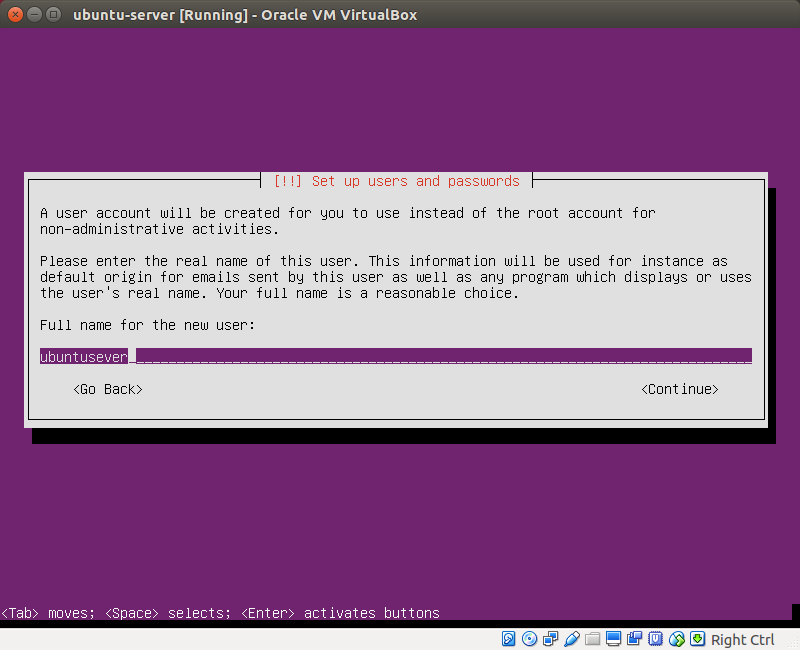 ubuntu-server [Running] - Oracle VM VirtualBox
[!!] Set up users and passwords
A user account will be created for you to use instead of the root account for
non-administrative activities.
Please enter the real name of this user. This information will be used for instance as
default origin for emails sent by this user as well as any program which displays or uses
the user's real name. Your full name is a reasonable choice.
Full name for the new user:
ubuntusever
<Go Back> <Continue>
<Tab> moves; <Space> selects; <Enter> activates buttons
Right Ctrl